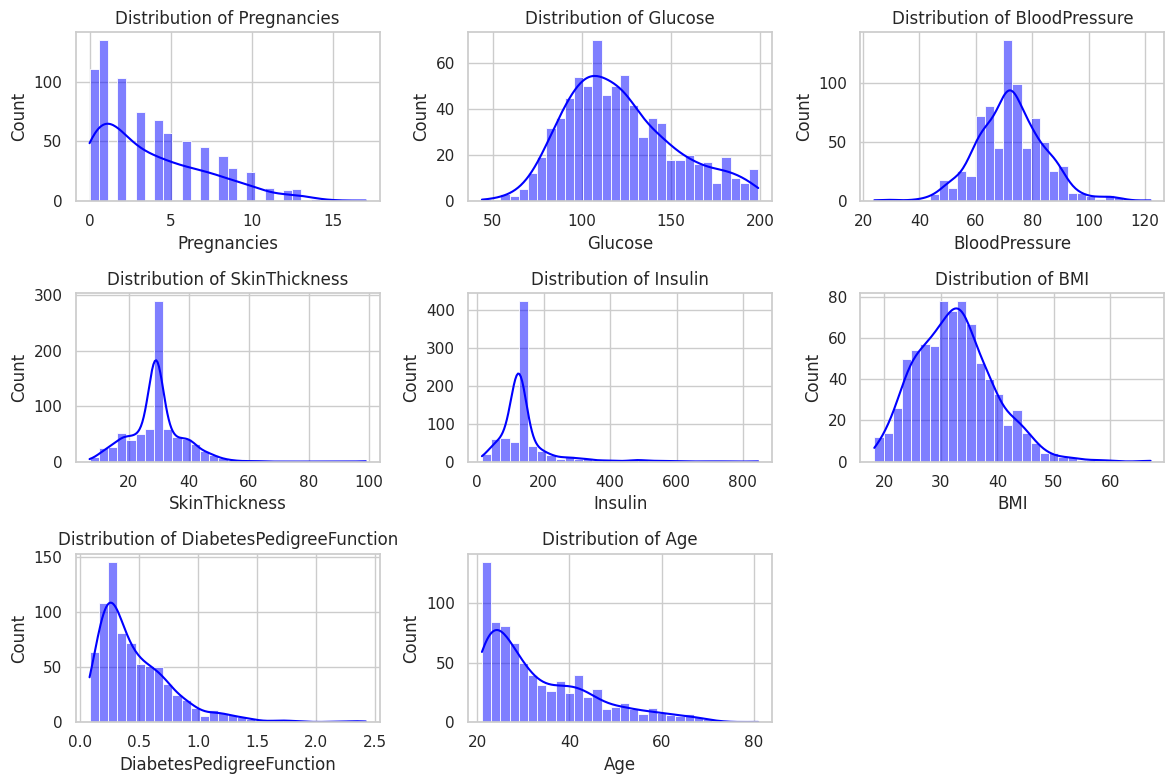 Distribution of Pregnancies
Count
100
50
0
0 5 10 15
Pregnancies
Distribution of Glucose
Count
60
40
20
0
50 100 150 200
Glucose
Distribution of BloodPressure
Count
100
50
0
20 40 60 80 100 120
BloodPressure
Distribution of SkinThickness
Count
300
200
100
0
20 40 60 80 100
SkinThickness
Distribution of Insulin
Count
400
300
200
100
0
0 200 400 600 800
Insulin
Distribution of BMI
Count
80
60
40
20
0
20 30 40 50 60
BMI
Distribution of DiabetesPedigreeFunction
Count
150
100
50
0
0.0 0.5 1.0 1.5 2.0 2.5
DiabetesPedigreeFunction
Distribution of Age
Count
100
50
0
20 40 60 80
Age